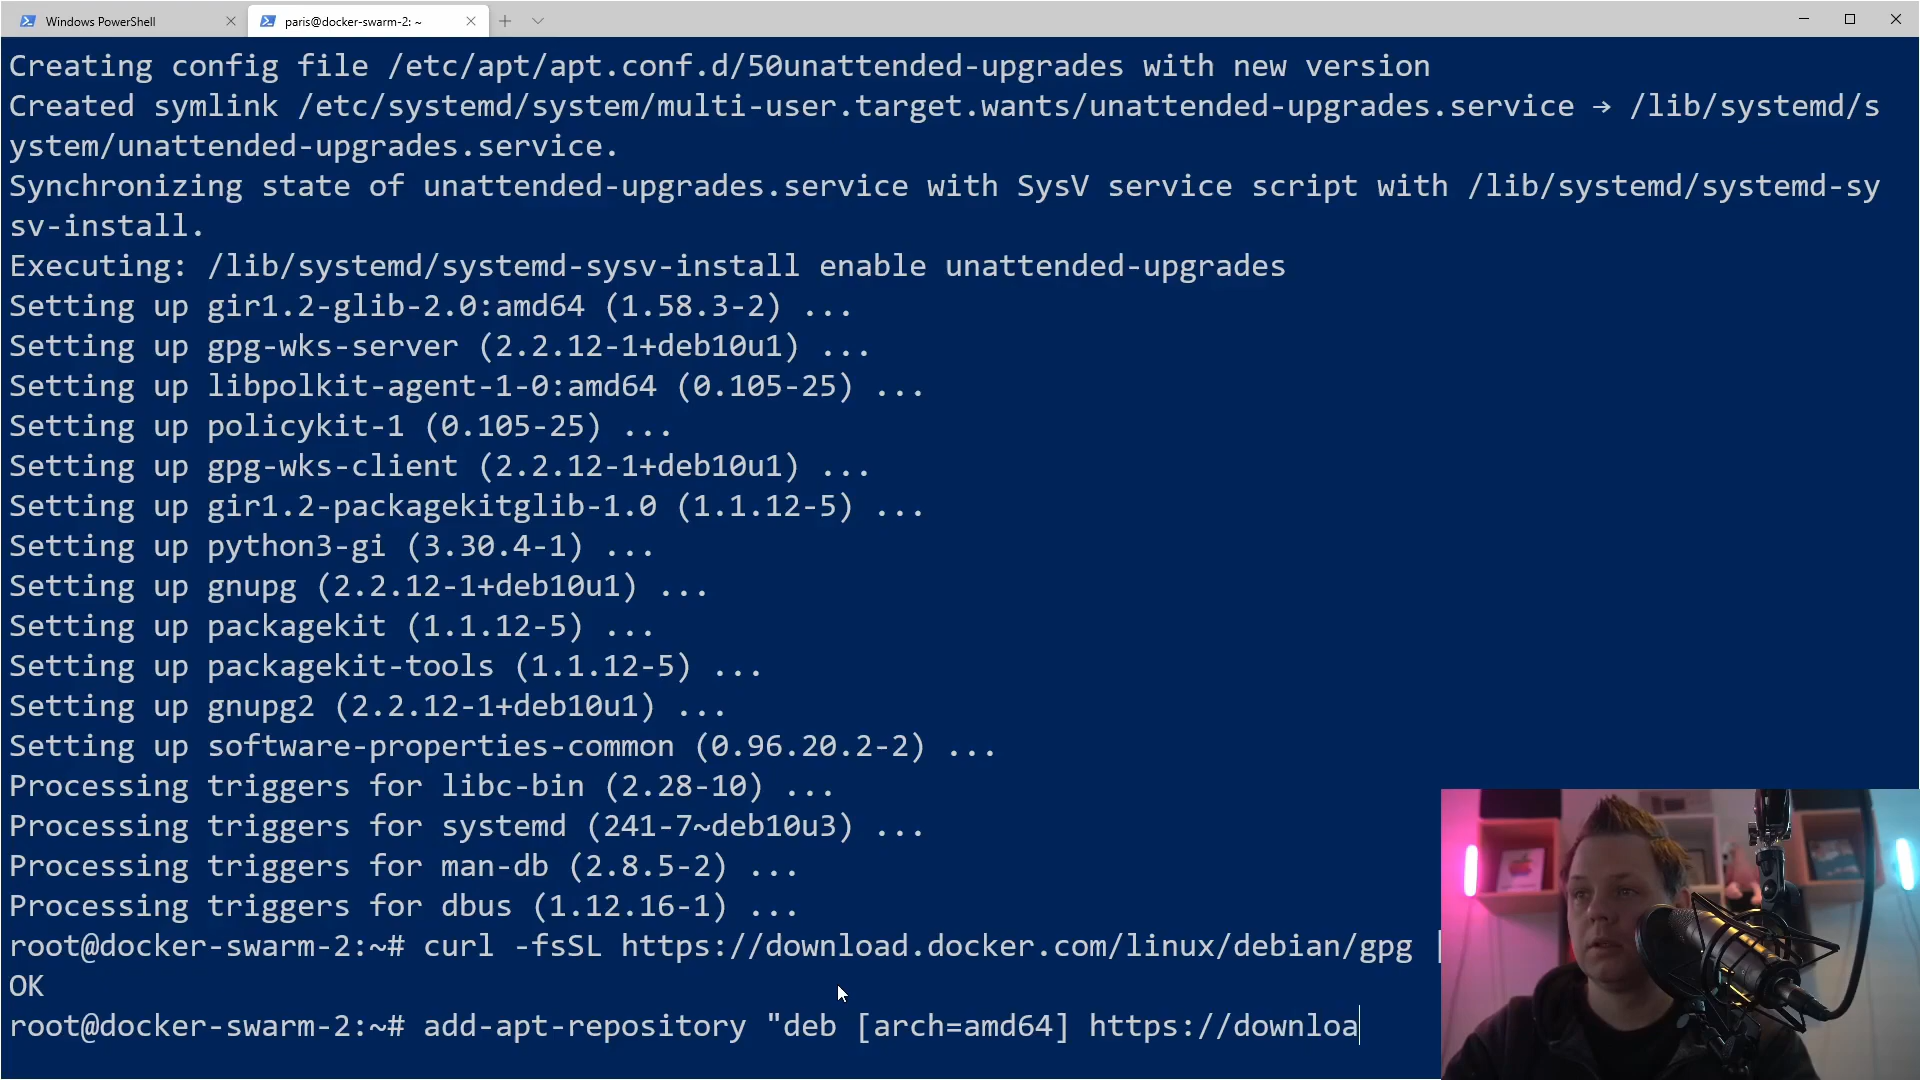 Windows PowerShell
paris@docker-swarm-2: ~
Creating config file /etc/apt/apt.conf.d/50unattended-upgrades with new version
Created symlink /etc/systemd/system/multi-user.target.wants/unattended-upgrades.service → /lib/systemd/s
ystem/unattended-upgrades.service.
Synchronizing state of unattended-upgrades.service with SysV service script with /lib/systemd/systemd-sy
sv-install.
Executing: /lib/systemd/systemd-sysv-install enable unattended-upgrades
Setting up gir1.2-glib-2.0:amd64 (1.58.3-2) ...
Setting up gpg-wks-server (2.2.12-1+deb10u1) ...
Setting up libpolkit-agent-1-0:amd64 (0.105-25) ...
Setting up policykit-1 (0.105-25) ...
Setting up gpg-wks-client (2.2.12-1+deb10u1) ...
Setting up gir1.2-packagekitglib-1.0 (1.1.12-5) ...
Setting up python3-gi (3.30.4-1) ...
Setting up gnupg (2.2.12-1+deb10u1) ...
Setting up packagekit (1.1.12-5) ...
Setting up packagekit-tools (1.1.12-5) ...
Setting up gnupg2 (2.2.12-1+deb10u1) ...
Setting up software-properties-common (0.96.20.2-2) ...
Processing triggers for libc-bin (2.28-10) ...
Processing triggers for systemd (241-7~deb10u3) ...
Processing triggers for man-db (2.8.5-2) ...
Processing triggers for dbus (1.12.16-1) ...
root@docker-swarm-2:~# curl -fsSL https://download.docker.com/linux/debian/gpg |
OK
root@docker-swarm-2:~# add-apt-repository "deb [arch=amd64] https://downloa